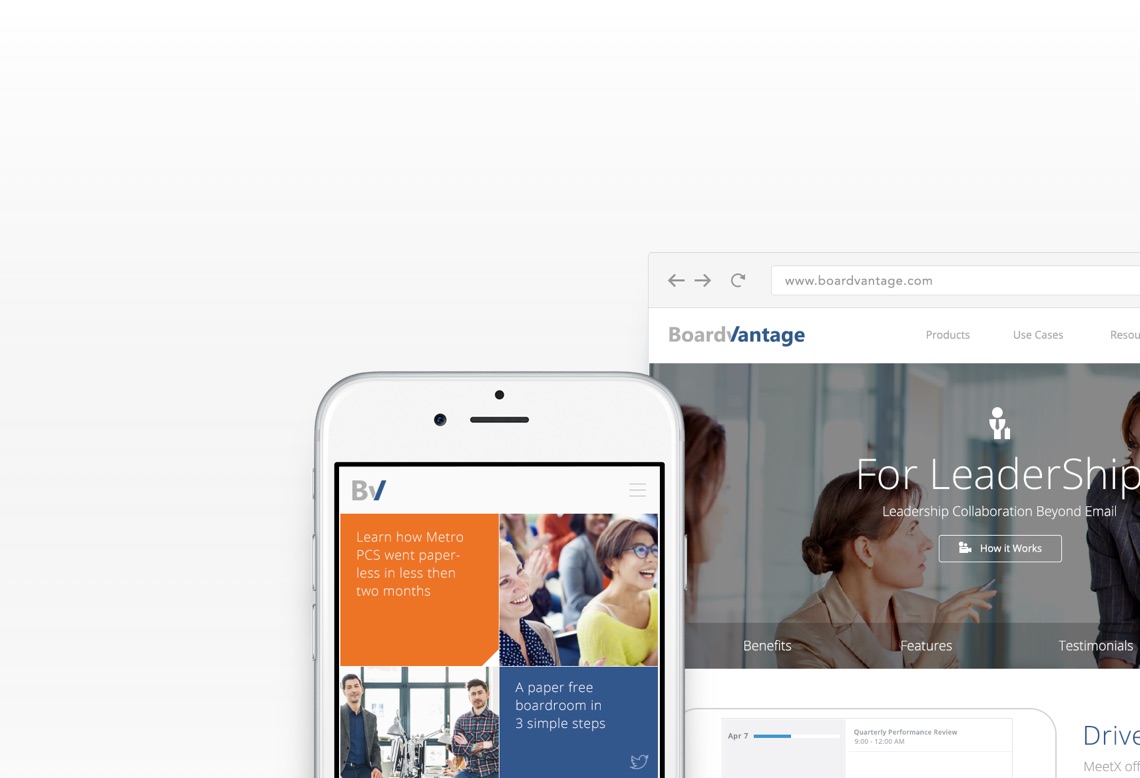 www.boardvantage.com
BoardVantage
Products
Use Cases
Resou
For LeaderShip
Leadership Collaboration Beyond Email
How it Works
Benefits
Features
Testimonials
BV
Learn how Metro
PCS went paper-
less in less then
two months
A paper free
boardroom in
3 simple steps
Apr 7
Quarterly Performance Review
9:00 - 12:00 AM
Drive
MeetX off